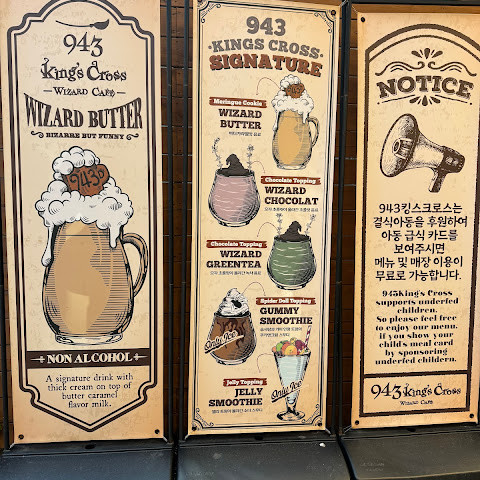 943
King's Cross
WIZARD CAFE
WIZARD BUTTER
BIZARRE BUT FUNNY
943
NON ALCOHOL
A signature drink with
thick cream on top of
butter caramel
flavor milk.
943
KINGS CROSS
SIGNATURE
Meringue Cookie
WIZARD
BUTTER
Chocolate Topping
WIZARD
CHOCOLAT
Chocolate Topping
WIZARD
GREENTEA
Spider Doll Topping
GUMMY
SMOOTHIE
Only Ice
Jelly Topping
JELLY
SMOOTHIE
Only Ice
NOTICE
943킹스크로스는
결식아동을 후원하여
아동 급식 카드를
보여주시면
메뉴 및 매장 이용이
무료로 가능합니다.
943King's Cross
supports underfed
children.
So please feel free
to enjoy our menu.
if you show your
child's meal card
by sponsoring
underfed childern.
943 King's Cross
WIZARD CAFE